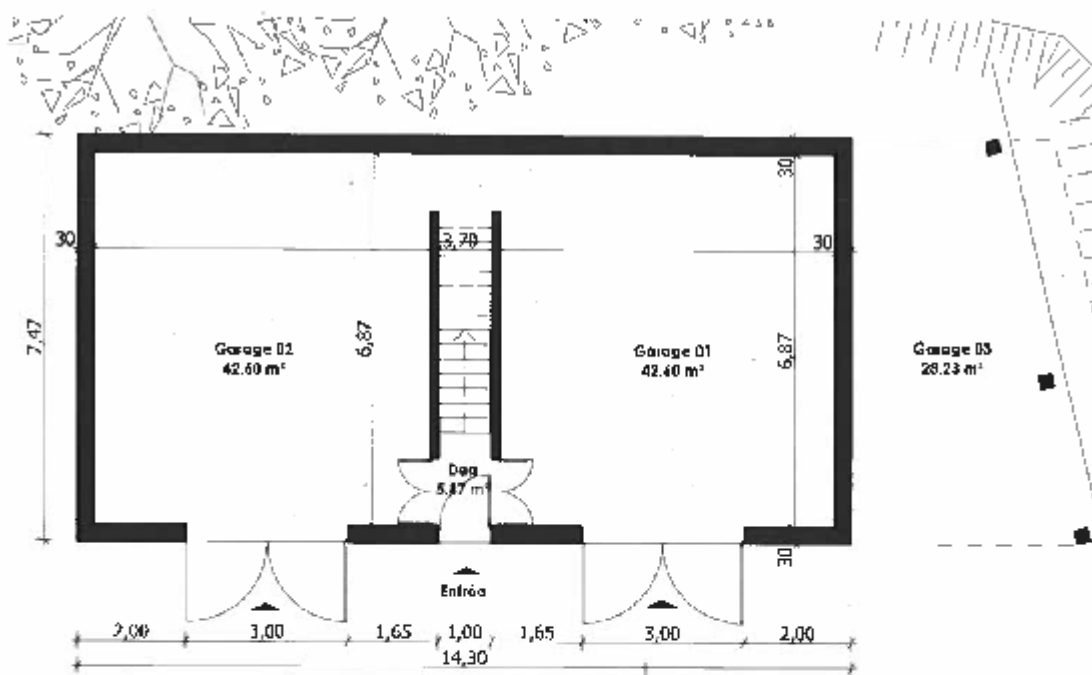 30
30
3,70
30
7,47
6,87
6,87
Garage 02
42.60 m²
Garage 01
42.60 m²
Garage 03
28.23 m²
Deg
5.87 m²
30
Entrée
2,00 3,00 1,65 1,00 1,65 3,00 2,00
14,30